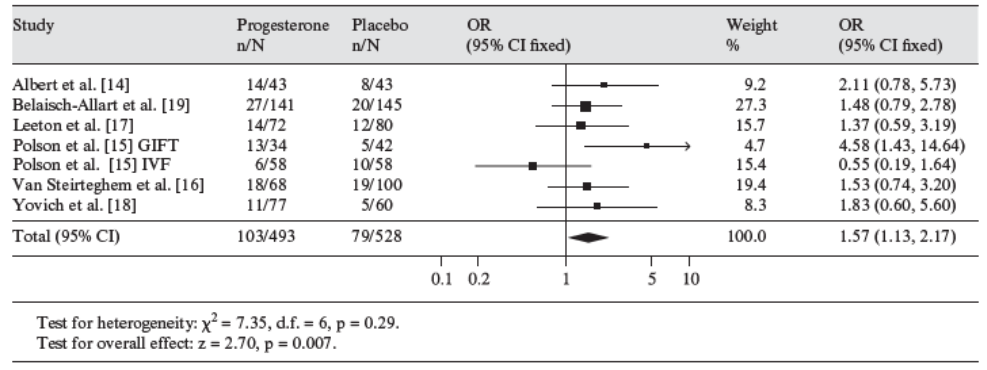 Study Progesterone Placebo OR Weight OR
n/N n/N (95% CI fixed) % (95% CI fixed)
Albert et al. [14] 14/43 8/43 9.2 2.11 (0.78, 5.73)
Belaisch-Allart et al. [19] 27/141 20/145 27.3 1.48 (0.79, 2.78)
Leeton et al. [17] 14/72 12/80 15.7 1.37 (0.59, 3.19)
Polson et al. [15] GIFT 13/34 5/42 4.7 4.58 (1.43, 14.64)
Polson et al. [15] IVF 6/58 10/58 15.4 0.55 (0.19, 1.64)
Van Steirteghem et al. [16] 18/68 19/100 19.4 1.53 (0.74, 3.20)
Yovich et al. [18] 11/77 5/60 8.3 1.83 (0.60, 5.60)
Total (95% CI) 103/493 79/528 100.0 1.57 (1.13, 2.17)
0.1 0.2 1 5 10
Test for heterogeneity: χ² = 7.35, d.f. = 6, p = 0.29.
Test for overall effect: z = 2.70, p = 0.007.